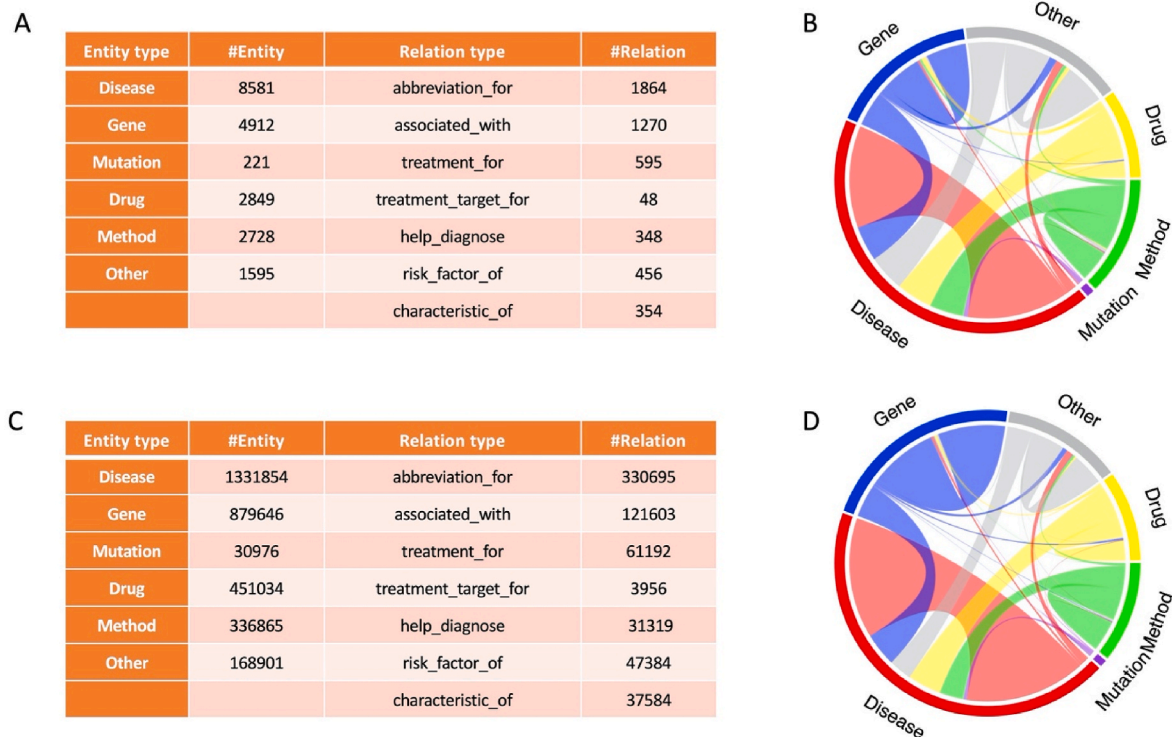 A
Entity type #Entity Relation type #Relation
Disease 8581 abbreviation_for 1864
Gene 4912 associated_with 1270
Mutation 221 treatment_for 595
Drug 2849 treatment_target_for 48
Method 2728 help_diagnose 348
Other 1595 risk_factor_of 456
characteristic_of 354
B
Gene
Other
Drug
Method
Mutation
Disease
C
Entity type #Entity Relation type #Relation
Disease 1331854 abbreviation_for 330695
Gene 879646 associated_with 121603
Mutation 30976 treatment_for 61192
Drug 451034 treatment_target_for 3956
Method 336865 help_diagnose 31319
Other 168901 risk_factor_of 47384
characteristic_of 37584
D
Gene
Other
Drug
Method
Mutation
Disease